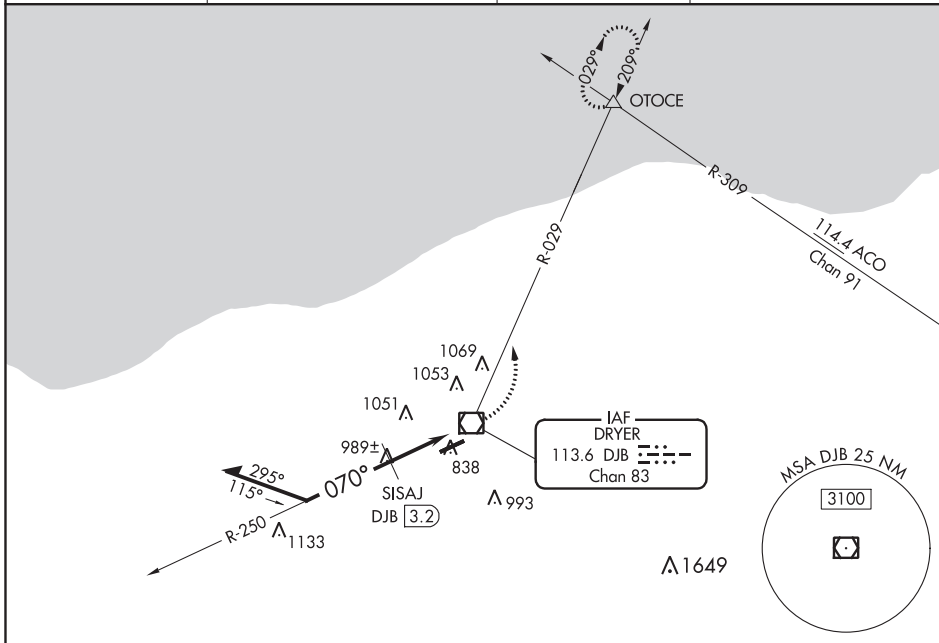 029°
209°
OTOCE
R-309
114.4 ACO
Chan 91
R-029
1069
1053
1051
989±
838
IAF
DRYER
113.6 DJB
Chan 83
295°
115°
070°
SISAJ
DJB 3.2
993
R-250
1133
1649
MSA DJB 25 NM
3100